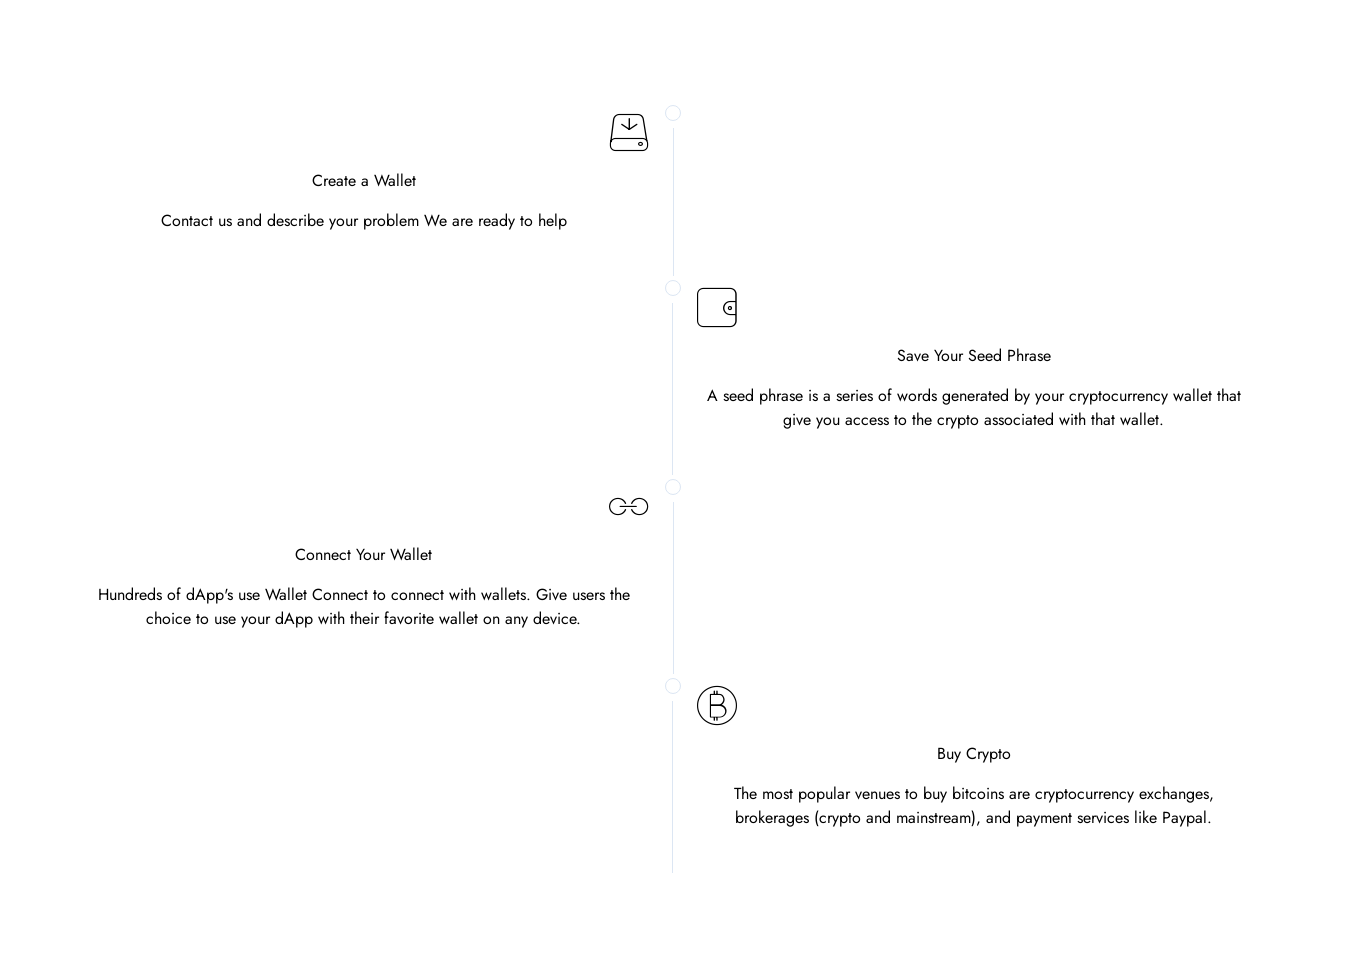 Create a Wallet
Contact us and describe your problem We are ready to help
Save Your Seed Phrase
A seed phrase is a series of words generated by your cryptocurrency wallet that
give you access to the crypto associated with that wallet.
Connect Your Wallet
Hundreds of dApp's use Wallet Connect to connect with wallets. Give users the
choice to use your dApp with their favorite wallet on any device.
Buy Crypto
The most popular venues to buy bitcoins are cryptocurrency exchanges,
brokerages (crypto and mainstream), and payment services like Paypal.